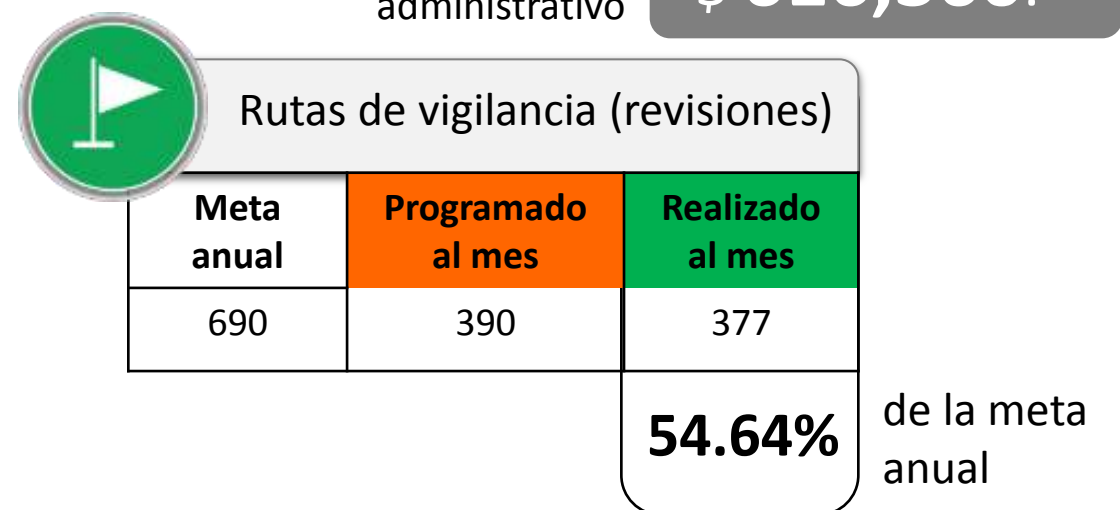 administrativo
Rutas de vigilancia (revisiones)
Meta anual
Programado al mes
Realizado al mes
690 390 377
54.64%
de la meta
anual